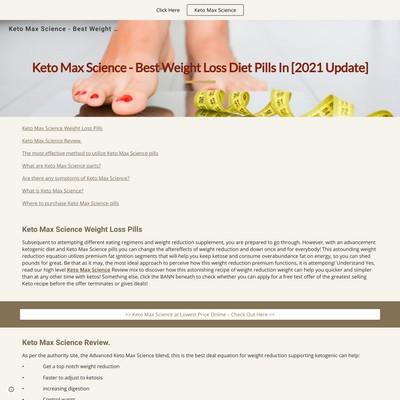 Click Here
Keto Max Science
Keto Max Science - Best Weight ...
Keto Max Science - Best Weight Loss Diet Pills In [2021 Update]
Keto Max Science Weight Loss Pills
Keto Max Science Review.
The most effective method to utilize Keto Max Science pills
What are Keto Max Science parts?
Are there any symptoms of Keto Max Science?
What is Keto Max Science?
Where to purchase Keto Max Science pills
Keto Max Science Weight Loss Pills
Subsequent to attempting different eating regimens and weight reduction supplement, you are prepared to go through. However, with an advancement
ketogenic diet and Keto Max Science pills you can change the aftereffects of weight reduction and down once and for everybody! This astounding weight
reduction equation utilizes premium fat ignition segments that will help you keep ketose and consume overabundance fat on energy, so you can shed
pounds for great. Be that as it may, the most ideal approach to perceive how this weight reduction premium functions, it is attempting! Understand Yes,
read our high level Keto Max Science Review mix to discover how this astonishing recipe of weight reduction weight can help you quicker and simpler
than at any other time with ketos! Something else, click the BANN beneath to check whether you can apply for a free test offer of the greatest selling
Keto recipe before the offer terminates or gives deals!
>> Keto Max Science at Lowest Price Online – Check Out Here <<
Keto Max Science Review.
As per the authority site, the Advanced Keto Max Science blend, this is the best deal equation for weight reduction supporting ketogenic can help:
• Get a top notch weight reduction
• Faster to adjust to ketosis
• increasing digestion
• Control weight